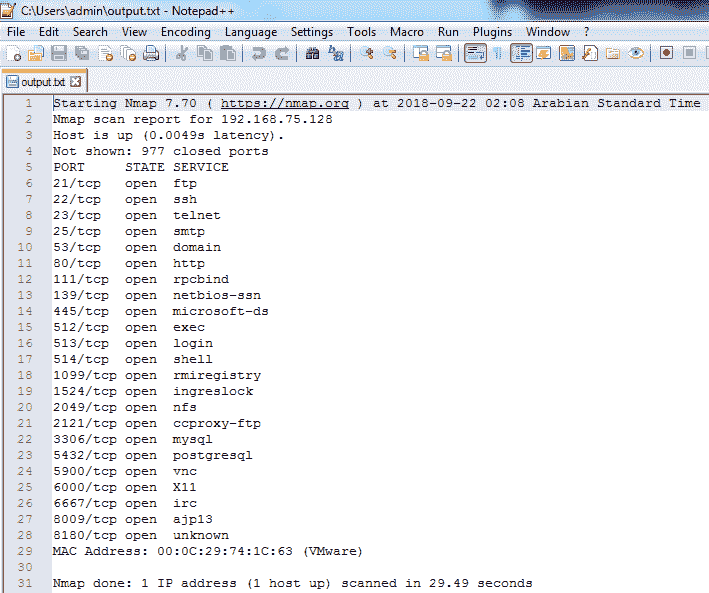 C:\Users\admin\output.txt - Notepad++
File Edit Search View Encoding Language Settings Tools Macro Run Plugins Window ?
output.txt
1 Starting Nmap 7.70 ( https://nmap.org ) at 2018-09-22 02:08 Arabian Standard Time
2 Nmap scan report for 192.168.75.128
3 Host is up (0.0049s latency).
4 Not shown: 977 closed ports
5 PORT     STATE SERVICE
6 21/tcp   open  ftp
7 22/tcp   open  ssh
8 23/tcp   open  telnet
9 25/tcp   open  smtp
10 53/tcp   open  domain
11 80/tcp   open  http
12 111/tcp  open  rpcbind
13 139/tcp  open  netbios-ssn
14 445/tcp  open  microsoft-ds
15 512/tcp  open  exec
16 513/tcp  open  login
17 514/tcp  open  shell
18 1099/tcp open  rmiregistry
19 1524/tcp open  ingreslock
20 2049/tcp open  nfs
21 2121/tcp open  ccproxy-ftp
22 3306/tcp open  mysql
23 5432/tcp open  postgresql
24 5900/tcp open  vnc
25 6000/tcp open  X11
26 6667/tcp open  irc
27 8009/tcp open  ajp13
28 8180/tcp open  unknown
29 MAC Address: 00:0C:29:74:1C:63 (VMware)
30
31 Nmap done: 1 IP address (1 host up) scanned in 29.49 seconds